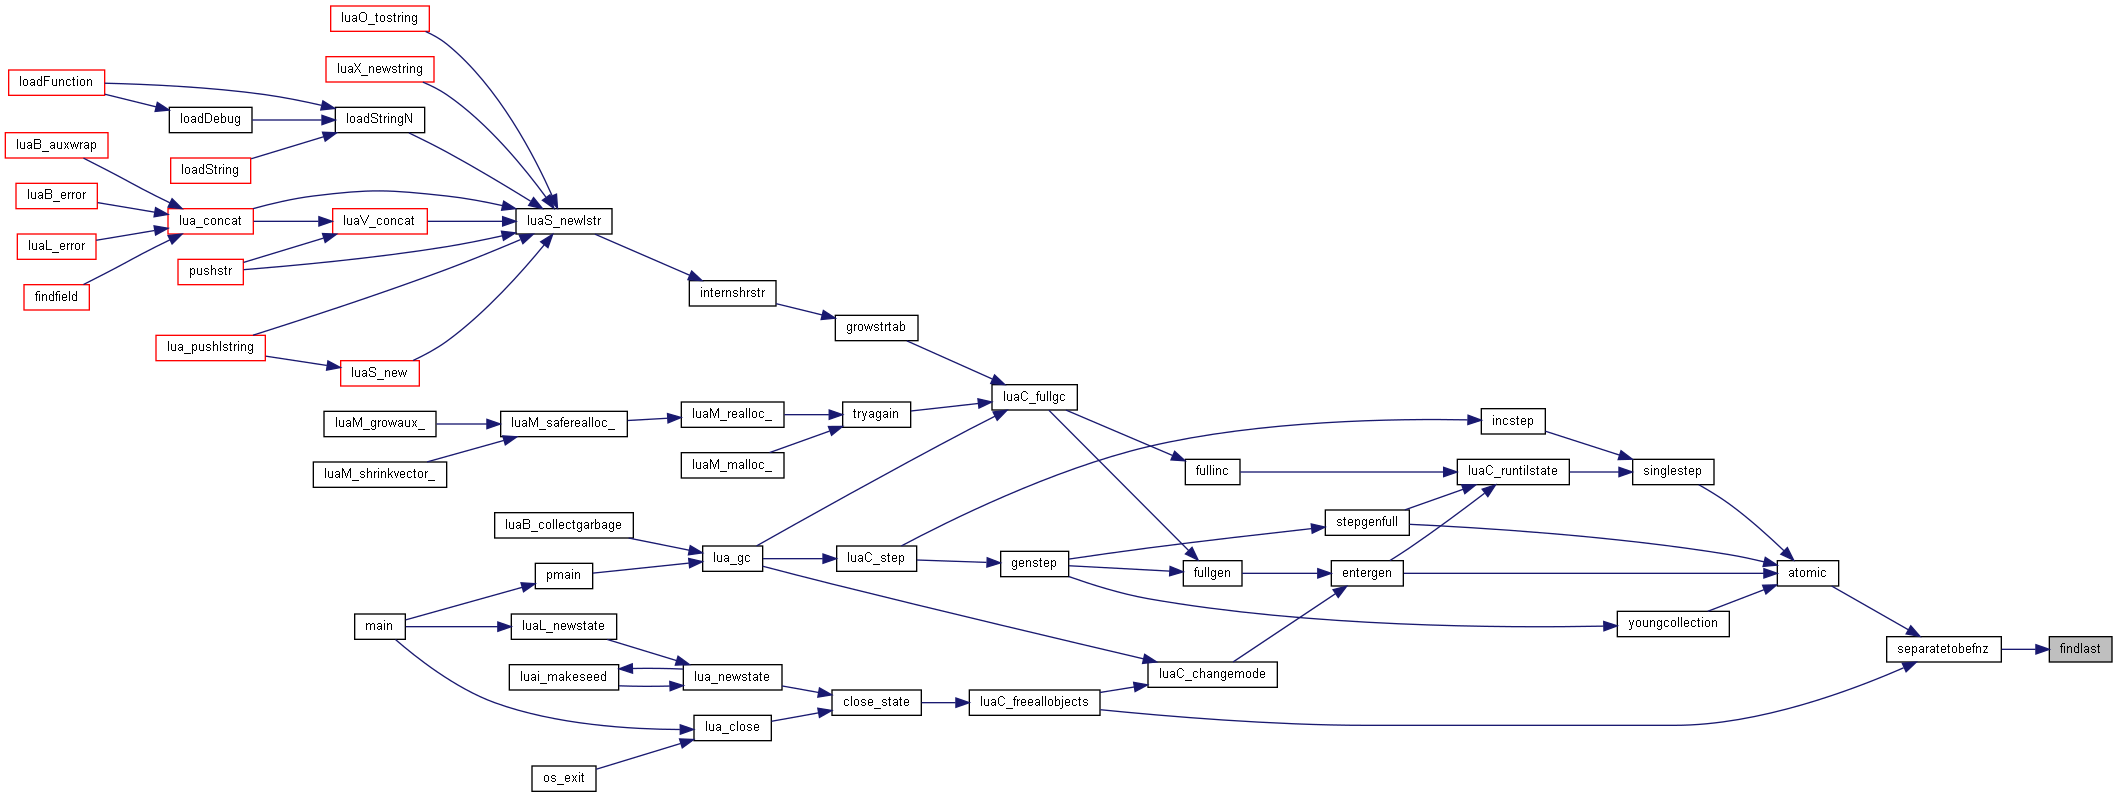 luaO_tostring
luaX_newstring
loadFunction
loadDebug
loadStringN
luaB_auxwrap
loadString
luaB_error
lua_concat
luaV_concat
luaS_newlstr
luaL_error
pushstr
findfield
internshrstr
growstrtab
lua_pushlstring
luaS_new
luaC_fullgc
luaM_growaux_
luaM_saferealloc_
luaM_realloc_
tryagain
incstep
luaM_shrinkvector_
luaM_malloc_
fullinc
luaC_runtilstate
singlestep
luaB_collectgarbage
stepgenfull
lua_gc
luaC_step
genstep
pmain
fullgen
entergen
atomic
main
luaL_newstate
youngcollection
separatetobefnz
findlast
luai_makeseed
lua_newstate
luaC_changemode
close_state
luaC_freeallobjects
lua_close
os_exit